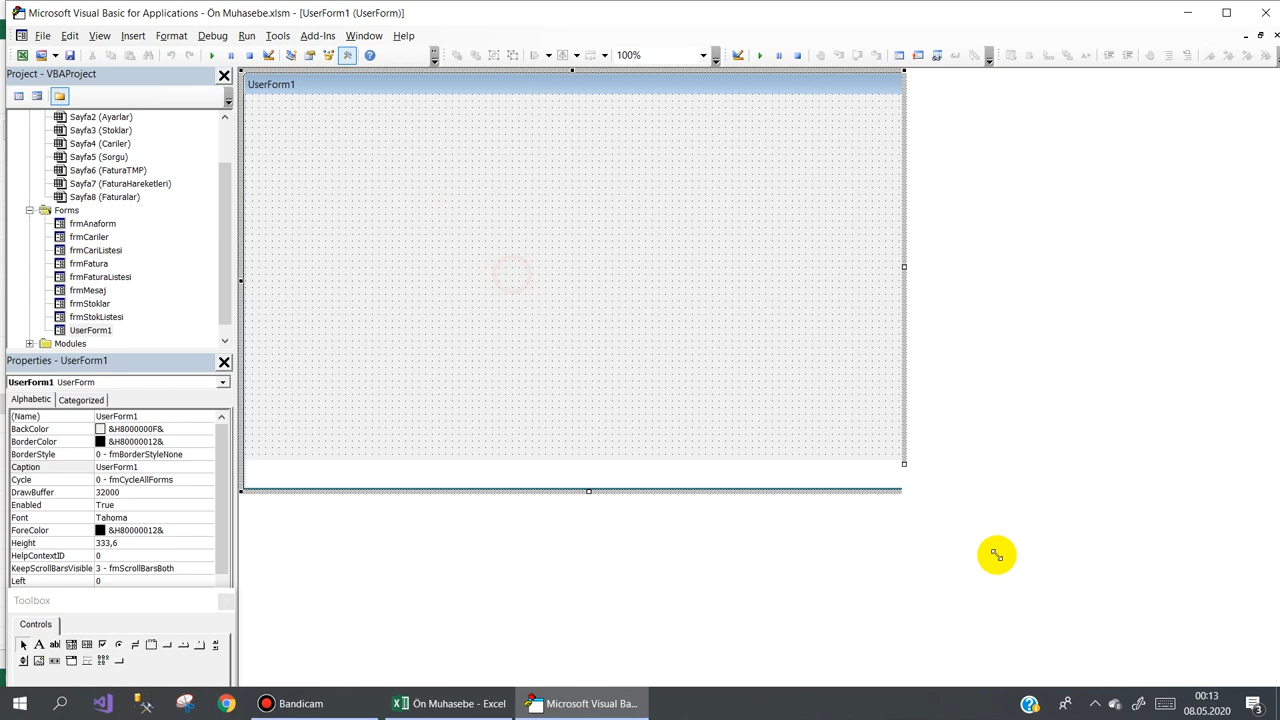 Microsoft Visual Basic for Applications - Ön Muhasebe.xlsm - [UserForm1 (UserForm)]
File Edit View Insert Format Debug Run Tools Add-Ins Window Help
100%
Project - VBAProject
UserForm1
Sayfa2 (Ayarlar)
Sayfa3 (Stoklar)
Sayfa4 (Cariler)
Sayfa5 (Sorgu)
Sayfa6 (FaturaTMP)
Sayfa7 (FaturaHareketleri)
Sayfa8 (Faturalar)
Forms
frmAnaform
frmCariler
frmCariListesi
frmFatura
frmFaturaListesi
frmMesaj
frmStoklar
frmStokListesi
UserForm1
Modules
Properties - UserForm1
UserForm1 UserForm
Alphabetic Categorized
(Name) UserForm1
BackColor &H8000000F&
BorderColor &H80000012&
BorderStyle 0 - fmBorderStyleNone
Caption UserForm1
Cycle 0 - fmCycleAllForms
DrawBuffer 32000
Enabled True
Font Tahoma
ForeColor &H80000012&
Height 333,6
HelpContextID 0
KeepScrollBarsVisible 3 - fmScrollBarsBoth
Left 0
Toolbox
Controls
A ab|
Bandicam
Ön Muhasebe - Excel
Microsoft Visual Ba...
00:13
08.05.2020
3